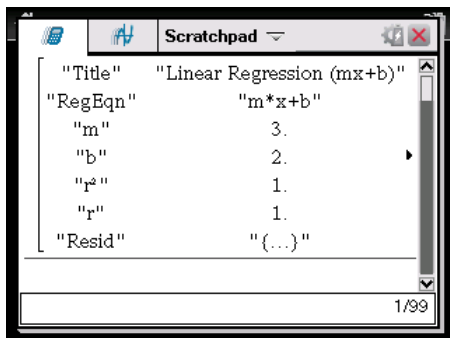 Scratchpad
"Title" "Linear Regression (mx+b)"
"RegEqn" "m*x+b"
"m" 3.
"b" 2.
"r²" 1.
"r" 1.
"Resid" "{...}"
1/99